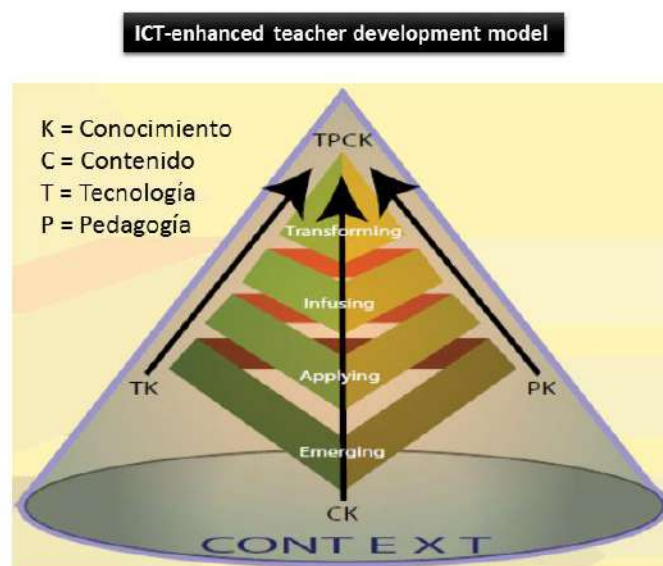 ICT-enhanced teacher development model
K = Conocimiento
C = Contenido
T = Tecnología
P = Pedagogía
TPCK
Transforming
Infusing
Applying
TK
PK
Emerging
CK
CONTEXT